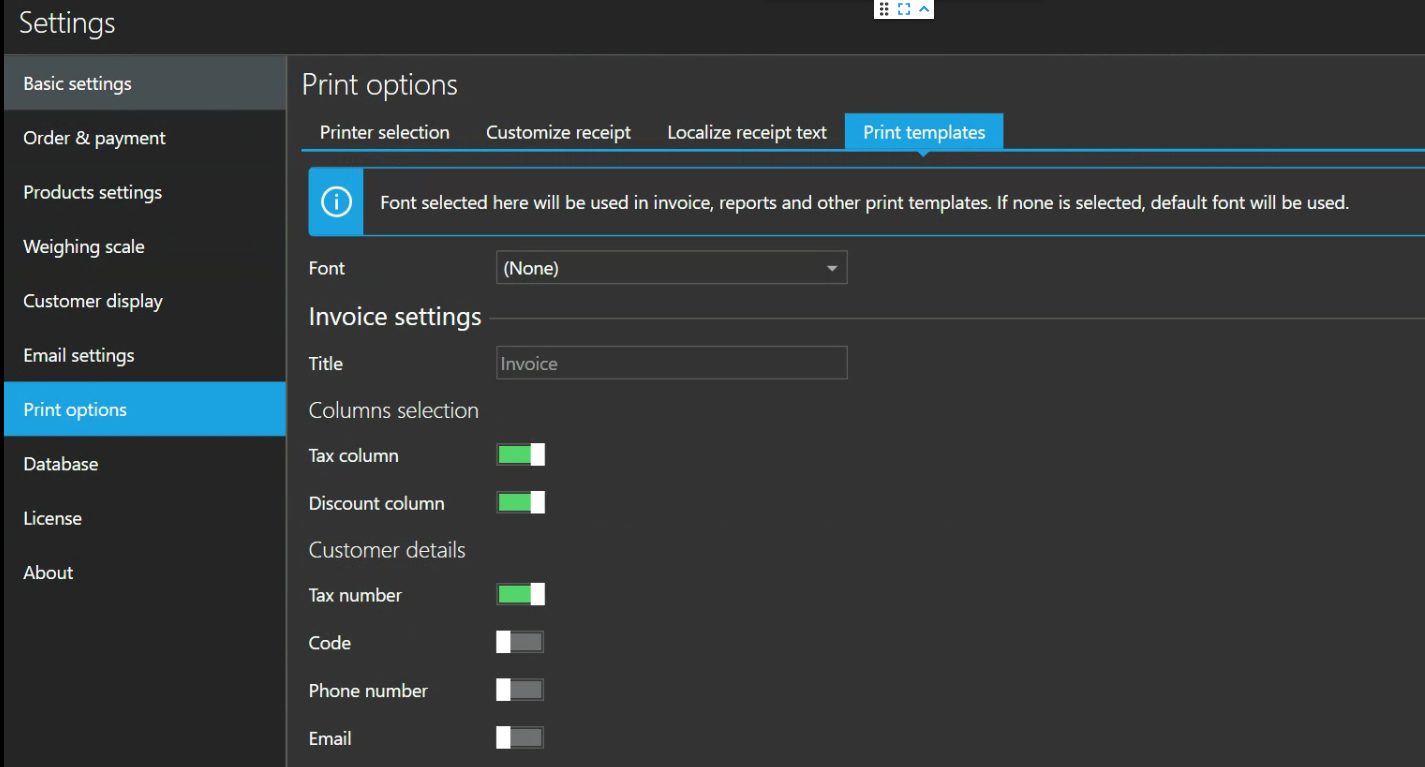 Settings
Basic settings
Order & payment
Products settings
Weighing scale
Customer display
Email settings
Print options
Database
License
About
Print options
Printer selection Customize receipt Localize receipt text Print templates
Font selected here will be used in invoice, reports and other print templates. If none is selected, default font will be used.
Font (None)
Invoice settings
Title Invoice
Columns selection
Tax column
Discount column
Customer details
Tax number
Code
Phone number
Email